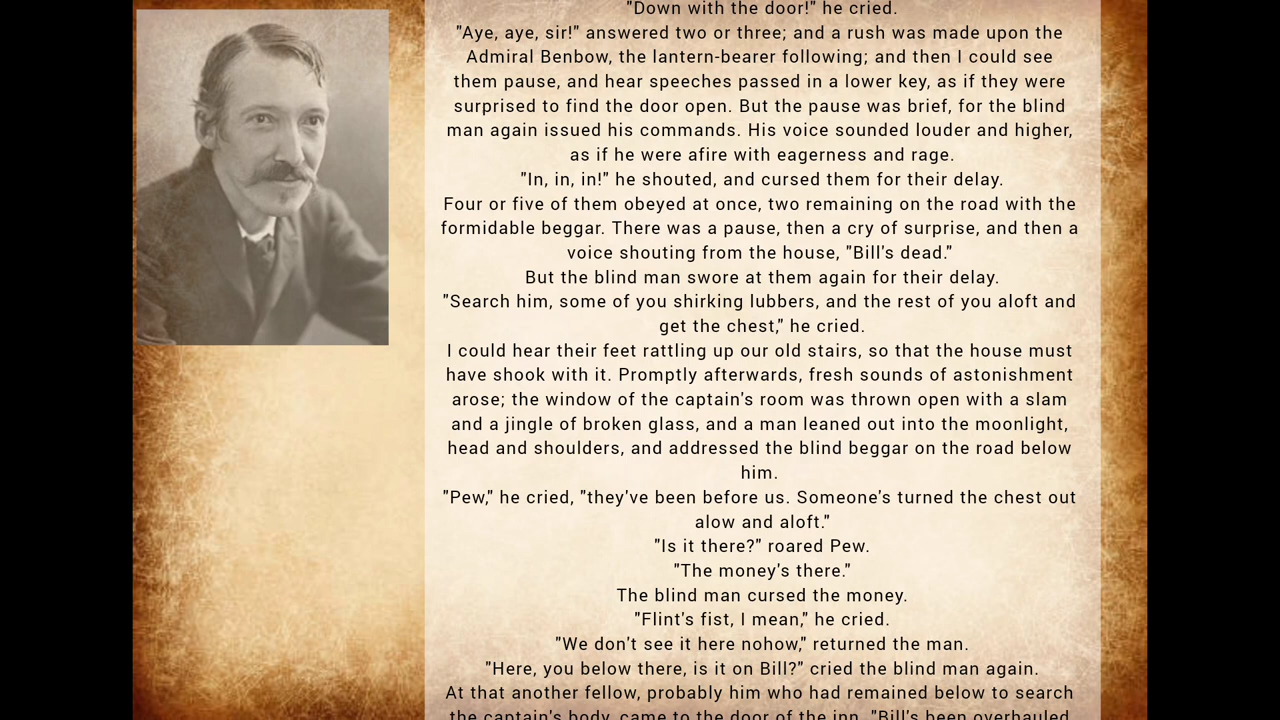 "Down with the door!" he cried.
"Aye, aye, sir!" answered two or three; and a rush was made upon the
Admiral Benbow, the lantern-bearer following; and then I could see
them pause, and hear speeches passed in a lower key, as if they were
surprised to find the door open. But the pause was brief, for the blind
man again issued his commands. His voice sounded louder and higher,
as if he were afire with eagerness and rage.
"In, in, in!" he shouted, and cursed them for their delay.
Four or five of them obeyed at once, two remaining on the road with the
formidable beggar. There was a pause, then a cry of surprise, and then a
voice shouting from the house, "Bill's dead."
But the blind man swore at them again for their delay.
"Search him, some of you shirking lubbers, and the rest of you aloft and
get the chest," he cried.
I could hear their feet rattling up our old stairs, so that the house must
have shook with it. Promptly afterwards, fresh sounds of astonishment
arose; the window of the captain's room was thrown open with a slam
and a jingle of broken glass, and a man leaned out into the moonlight,
head and shoulders, and addressed the blind beggar on the road below
him.
"Pew," he cried, "they've been before us. Someone's turned the chest out
alow and aloft."
"Is it there?" roared Pew.
"The money's there."
The blind man cursed the money.
"Flint's fist, I mean," he cried.
"We don't see it here nohow," returned the man.
"Here, you below there, is it on Bill?" cried the blind man again.
At that another fellow, probably him who had remained below to search
the captain's body, came to the door of the inn. "Bill's been overhauled